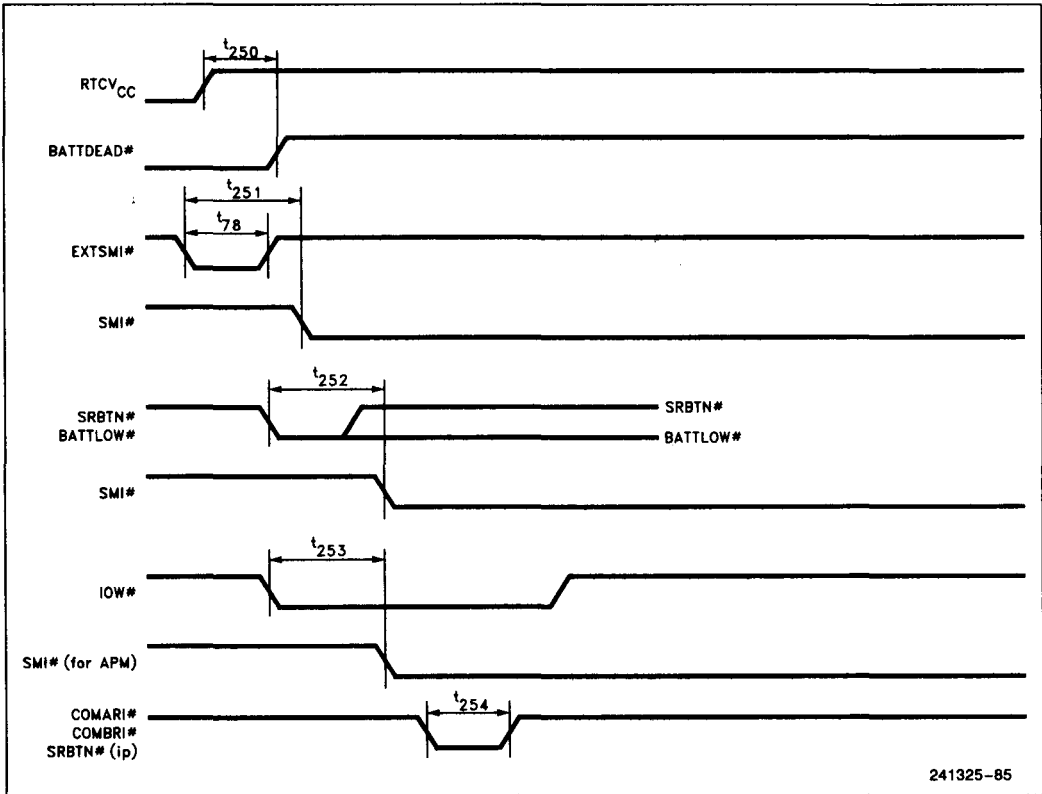 t250
RTCVCC
BATTDEAD#
t251
t78
EXTSMI#
SMI#
t252
SRBTN#
BATTLOW#
SRBTN#
BATTLOW#
SMI#
t253
IOW#
SMI# (for APM)
t254
COMARI#
COMBRI#
SRBTN# (ip)
241325-85